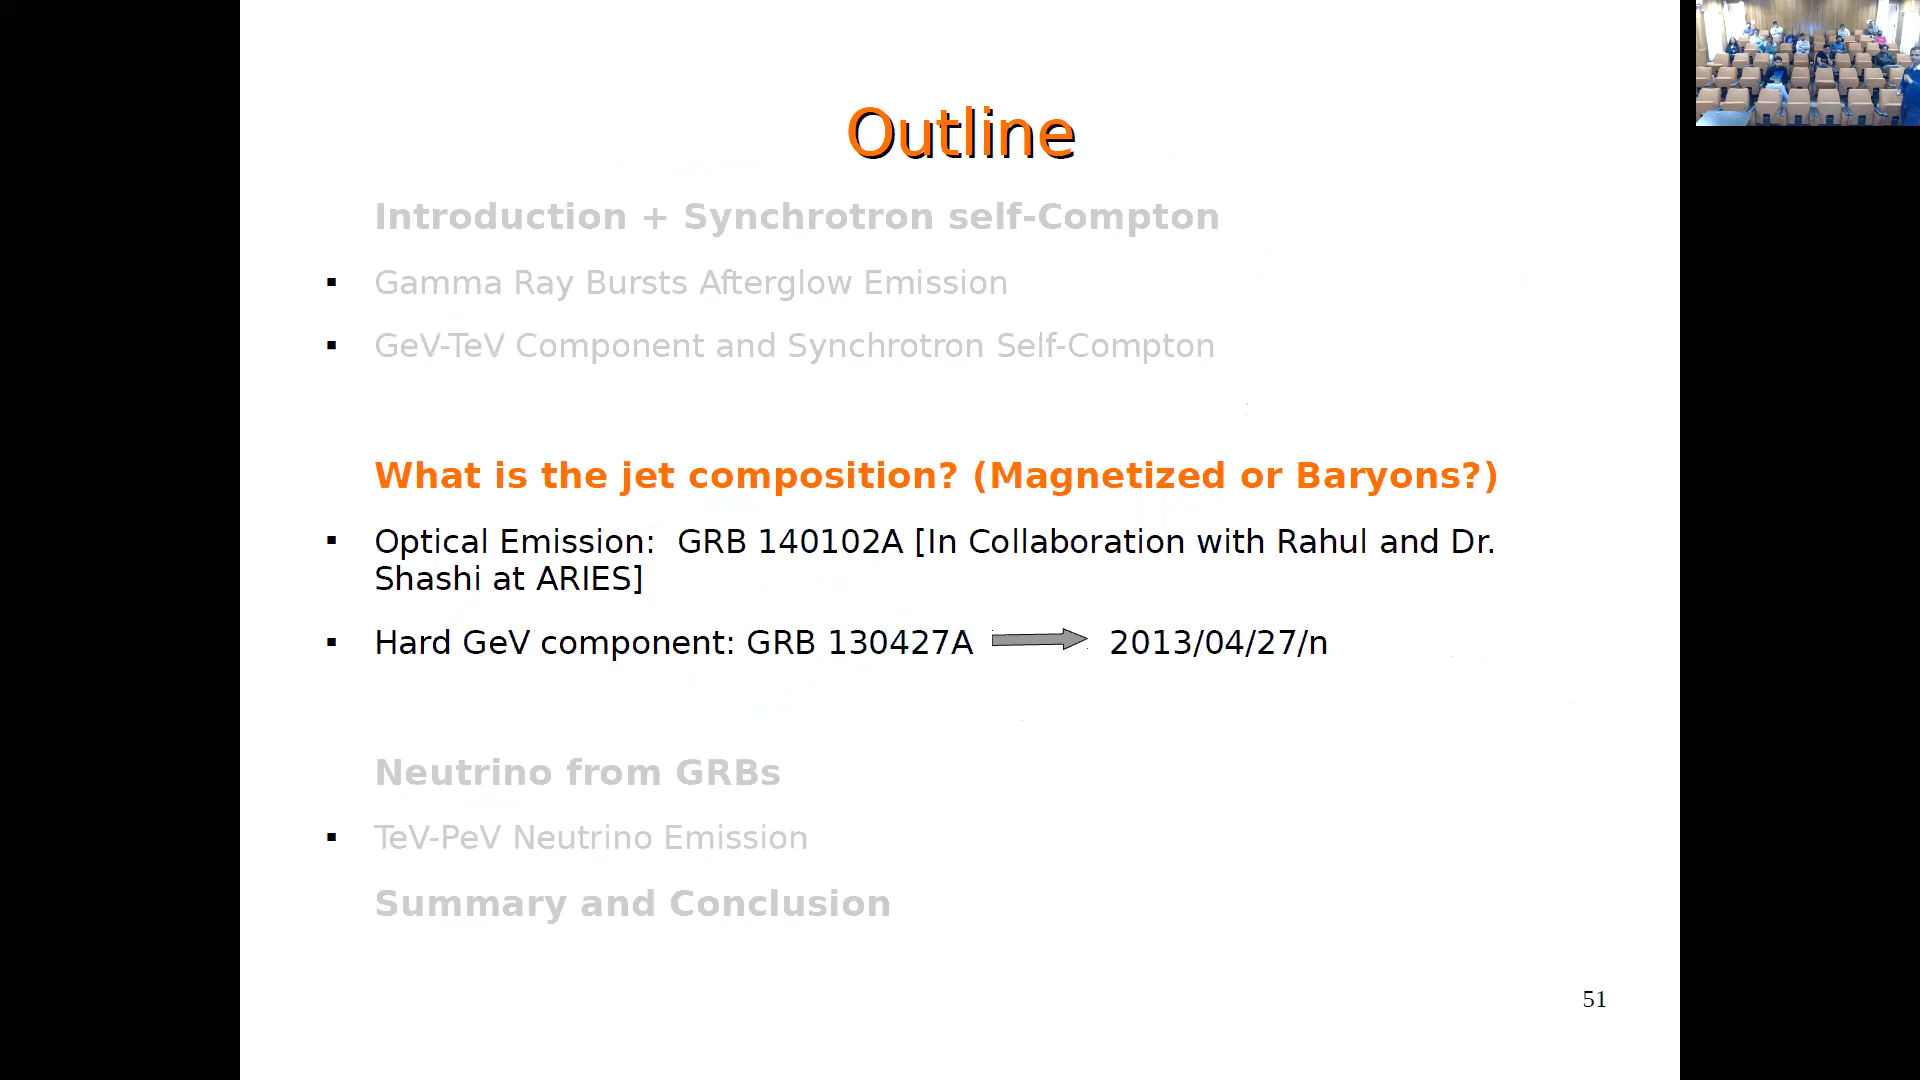 Outline
Introduction + Synchrotron self-Compton
▪ Gamma Ray Bursts Afterglow Emission
▪ GeV-TeV Component and Synchrotron Self-Compton
What is the jet composition? (Magnetized or Baryons?)
▪ Optical Emission:  GRB 140102A [In Collaboration with Rahul and Dr.
Shashi at ARIES]
▪ Hard GeV component: GRB 130427A 2013/04/27/n
Neutrino from GRBs
▪ TeV-PeV Neutrino Emission
Summary and Conclusion
51